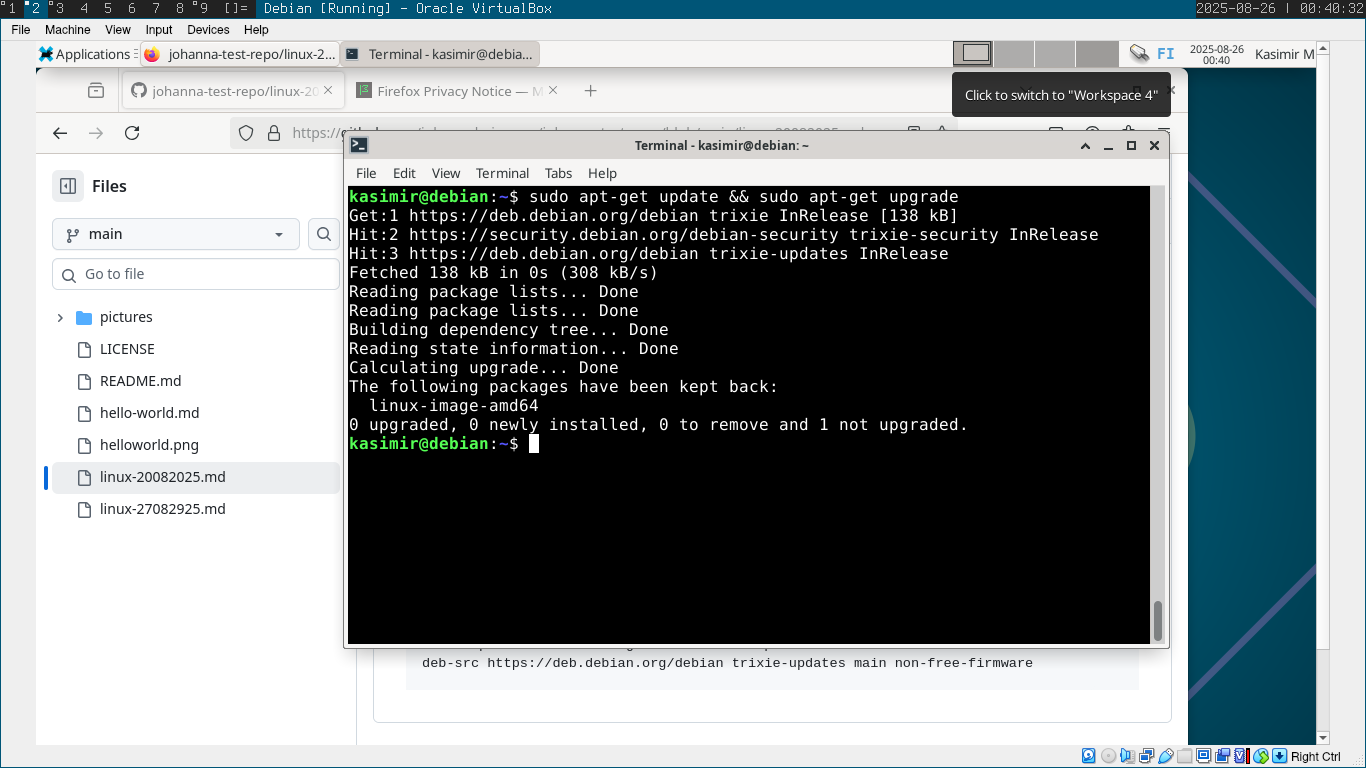 1 2 3 4 5 6 7 8 9 []= Debian [Running] - Oracle VirtualBox 2025-08-26 | 00:40:32
File Machine View Input Devices Help
Applications johanna-test-repo/linux-2... Terminal - kasimir@debia... FI 2025-08-26 Kasimir M
00:40
johanna-test-repo/linux-20 Firefox Privacy Notice — M
Click to switch to "Workspace 4"
Terminal - kasimir@debian: ~
File Edit View Terminal Tabs Help
Files
main
Go to file
pictures
LICENSE
README.md
hello-world.md
helloworld.png
linux-20082025.md
linux-27082925.md
kasimir@debian:~$ sudo apt-get update && sudo apt-get upgrade
Get:1 https://deb.debian.org/debian trixie InRelease [138 kB]
Hit:2 https://security.debian.org/debian-security trixie-security InRelease
Hit:3 https://deb.debian.org/debian trixie-updates InRelease
Fetched 138 kB in 0s (308 kB/s)
Reading package lists... Done
Reading package lists... Done
Building dependency tree... Done
Reading state information... Done
Calculating upgrade... Done
The following packages have been kept back:
linux-image-amd64
0 upgraded, 0 newly installed, 0 to remove and 1 not upgraded.
kasimir@debian:~$
deb-src https://deb.debian.org/debian trixie-updates main non-free-firmware
Right Ctrl